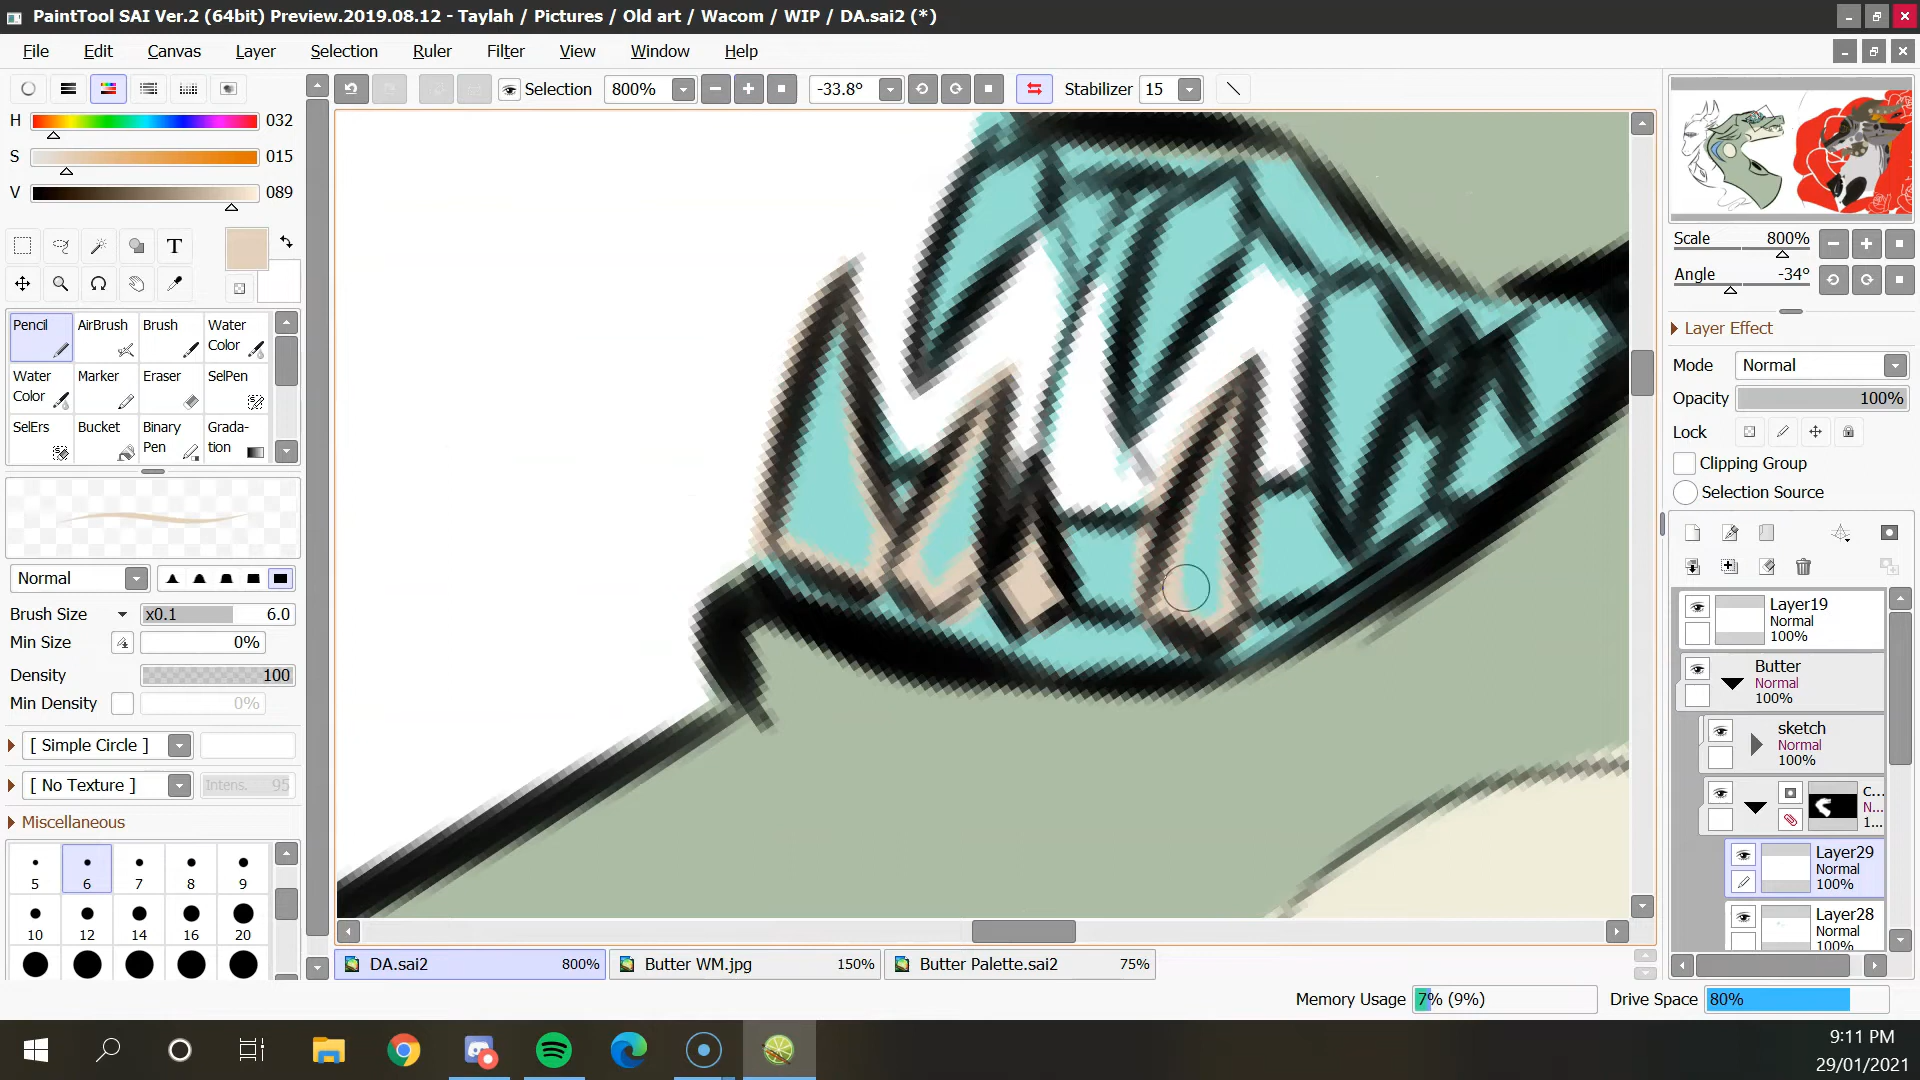 PaintTool SAI Ver.2 (64bit) Preview.2019.08.12 - Taylah / Pictures / Old art / Wacom / WIP / DA.sai2 (*)
File Edit Canvas Layer Selection Ruler Filter View Window Help
Selection 800% -33.8° Stabilizer 15
H 032
S 015
V 089
T
Pencil AirBrush Brush Water Color
Water Color Marker Eraser SelPen
SelErs Bucket Binary Pen Grada-tion
Normal
Brush Size x0.1 6.0
Min Size 0%
Density 100
Min Density 0%
[ Simple Circle ]
[ No Texture ] Intens. 95
Miscellaneous
5 6 7 8 9
10 12 14 16 20
Scale 800%
Angle -34°
Layer Effect
Mode Normal
Opacity 100%
Lock
Clipping Group
Selection Source
Layer19
Normal
100%
Butter
Normal
100%
sketch
Normal
100%
C...
N...
1...
Layer29
Normal
100%
Layer28
Normal
100%
DA.sai2 800% Butter WM.jpg 150% Butter Palette.sai2 75%
Memory Usage 7% (9%) Drive Space 80%
9:11 PM
29/01/2021